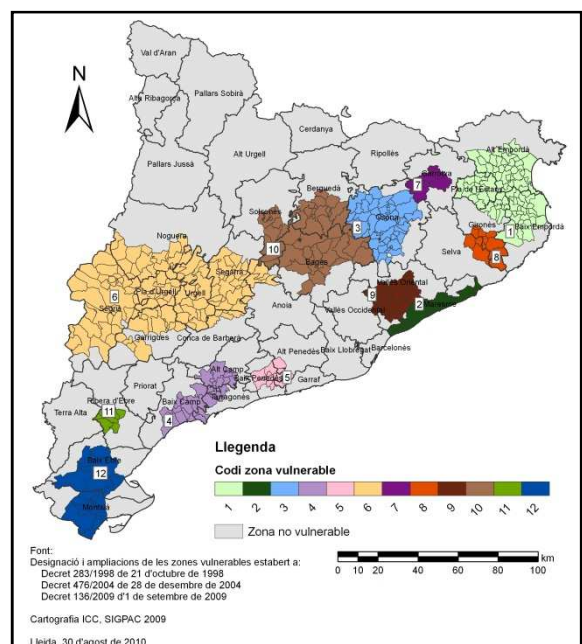 Val d'Aran
N
Alta Ribagorça
Pallars Sobirà
Cerdanya
Alt Empordà
Pallars Jussà
Alt Urgell
Ripollès
Garrotxa
7
Pla de l'Estany
Berguedà
Solsonès
3
Osona
1
Baix Empordà
Noguera
10
Gironès
Selva
8
Segarra
Bages
6
Pla d'Urgell
Urgell
Anoia
9
Vallès Oriental
2
Maresme
Segrià
Vallès Occidental
Garrigues
Conca de Barberà
Barcelonès
Alt Penedès
Baix Llobregat
Priorat
Alt Camp
Baix Penedès
5
Garraf
Ribera d'Ebre
Terra Alta
11
Baix Camp
Tarragonès
4
Baix Ebre
12
Montsià
Llegenda
Codi zona vulnerable
1 2 3 4 5 6 7 8 9 10 11 12
Zona no vulnerable
Font:
Designació i ampliacions de les zones vulnerables establert a:
Decret 283/1998 de 21 d'octubre de 1998
Decret 476/2004 de 28 de desembre de 2004
Decret 136/2009 d'1 de setembre de 2009
km
0 10 20 40 60 80 100
Cartografia ICC, SIGPAC 2009
Lleida, 30 d'agost de 2010